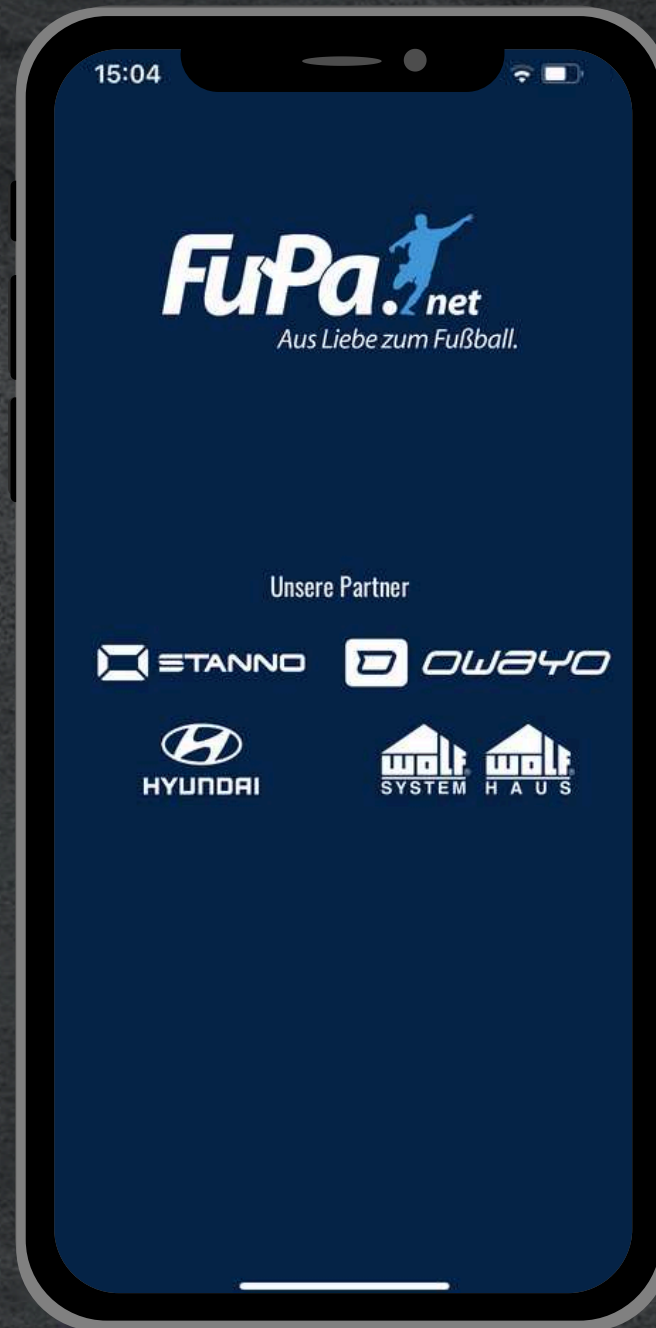 15:04
FuPa.net
Aus Liebe zum Fußball.
Unsere Partner
STANNO owayo
HYUNDAI wolf SYSTEM wolf HAUS